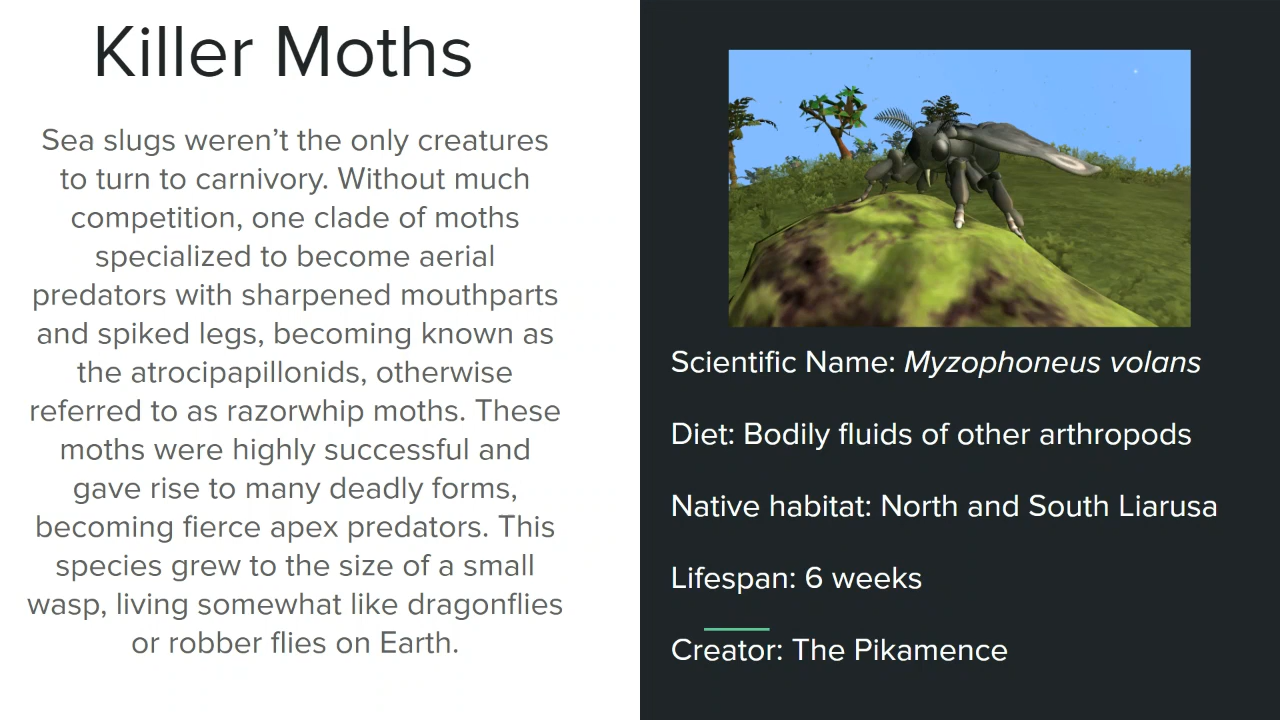 Killer Moths
Sea slugs weren’t the only creatures
to turn to carnivory. Without much
competition, one clade of moths
specialized to become aerial
predators with sharpened mouthparts
and spiked legs, becoming known as
the atrocipapillonids, otherwise
referred to as razorwhip moths. These
moths were highly successful and
gave rise to many deadly forms,
becoming fierce apex predators. This
species grew to the size of a small
wasp, living somewhat like dragonflies
or robber flies on Earth.
Scientific Name: Myzophoneus volans
Diet: Bodily fluids of other arthropods
Native habitat: North and South Liarusa
Lifespan: 6 weeks
Creator: The Pikamence